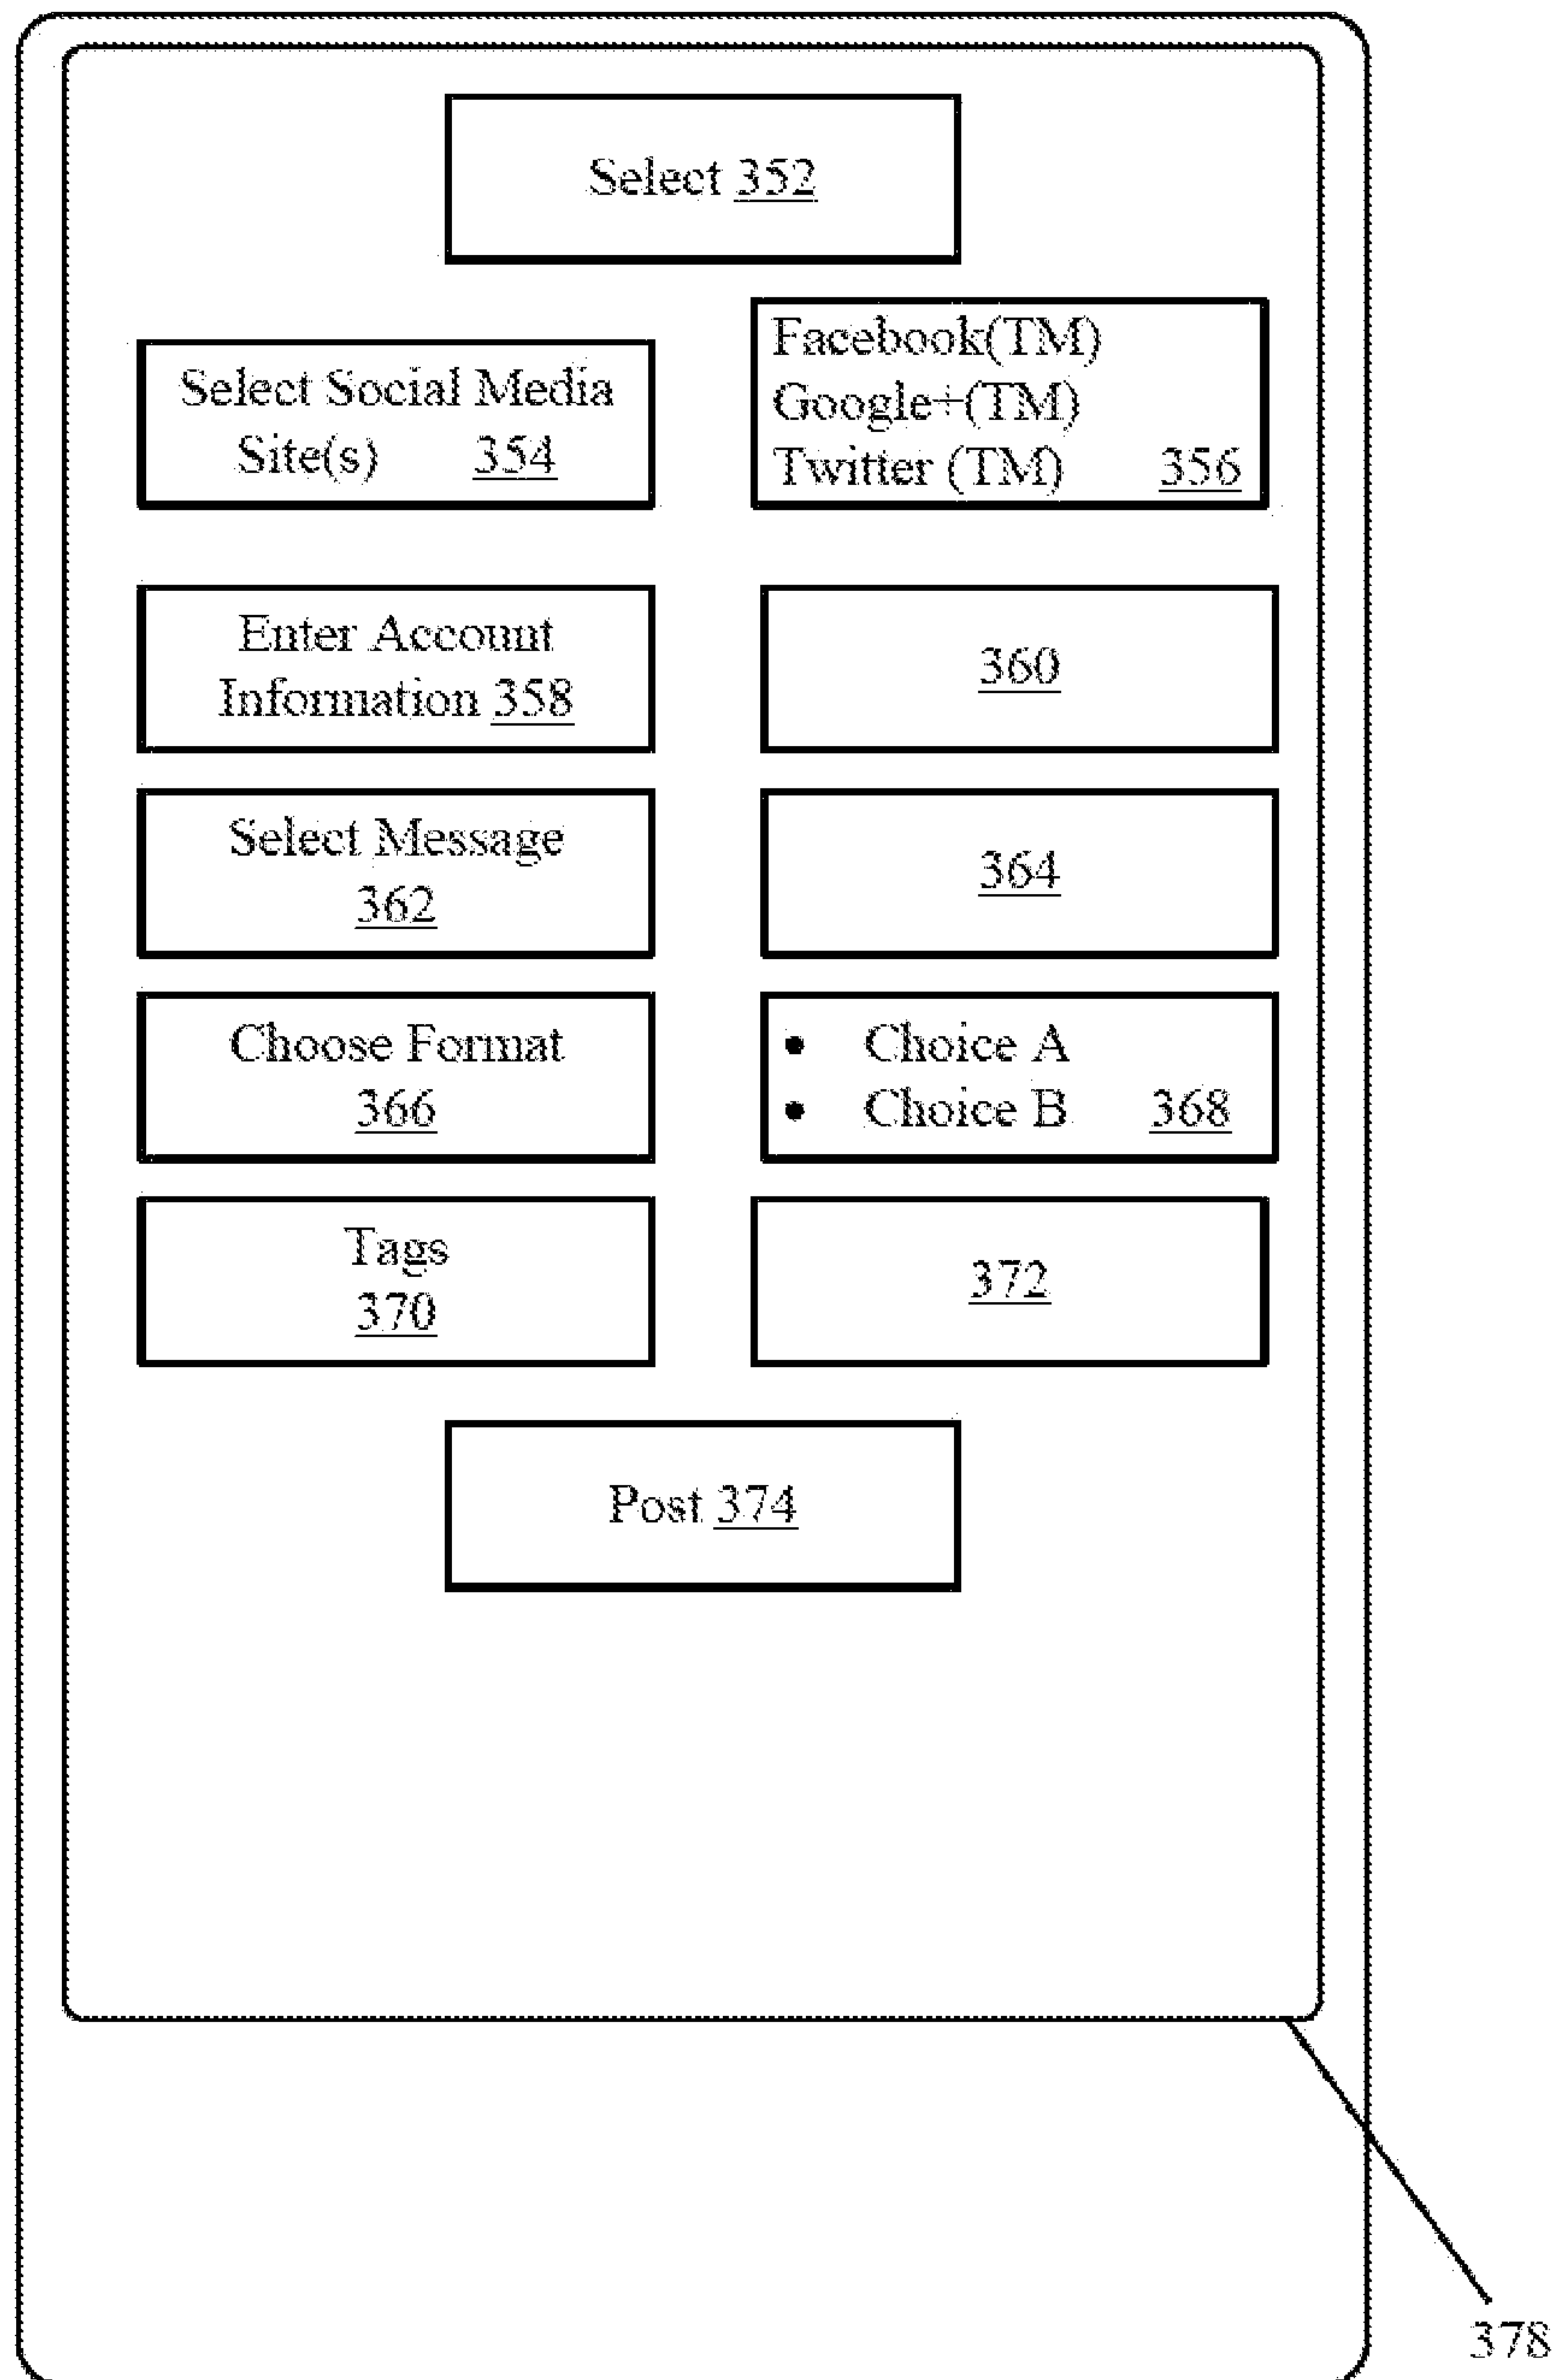 Select 352
Select Social Media
Site(s) 354
Facebook(TM)
Google+(TM)
Twitter (TM) 356
Enter Account
Information 358
360
Select Message
362
364
Choose Format
366
• Choice A
• Choice B 368
Tags
370
372
Post 374
378